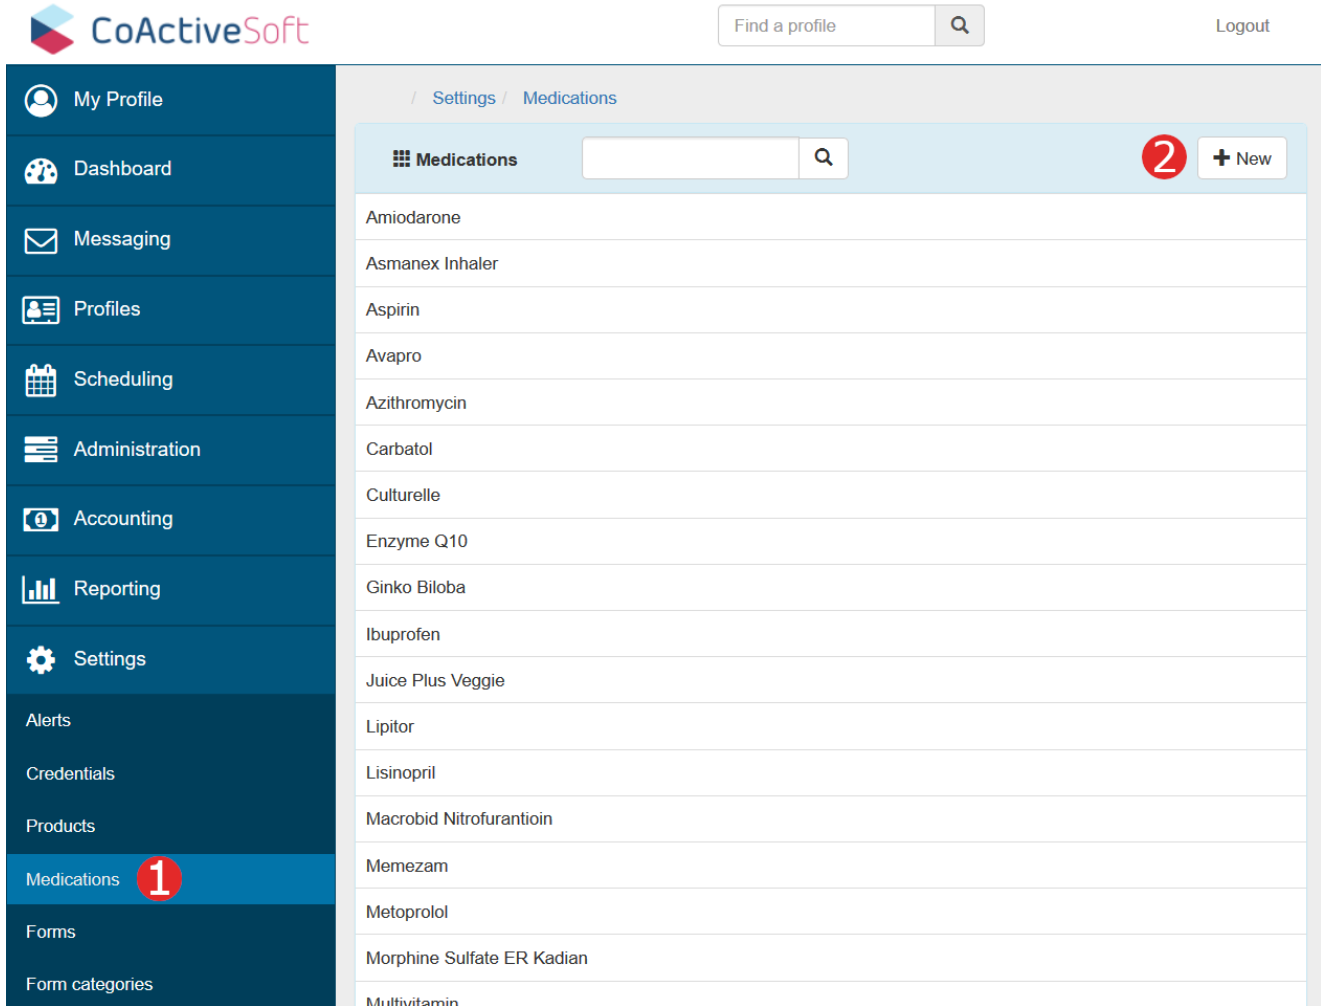 CoActiveSoft
Find a profile
Logout
My Profile
Dashboard
Messaging
Profiles
Scheduling
Administration
1
Accounting
Reporting
Settings
Alerts
Credentials
Products
Medications 1
Forms
Form categories
/ Settings / Medications
Medications
2
+ New
Amiodarone
Asmanex Inhaler
Aspirin
Avapro
Azithromycin
Carbatol
Culturelle
Enzyme Q10
Ginko Biloba
Ibuprofen
Juice Plus Veggie
Lipitor
Lisinopril
Macrobid Nitrofurantioin
Memezam
Metoprolol
Morphine Sulfate ER Kadian
Multivitamin